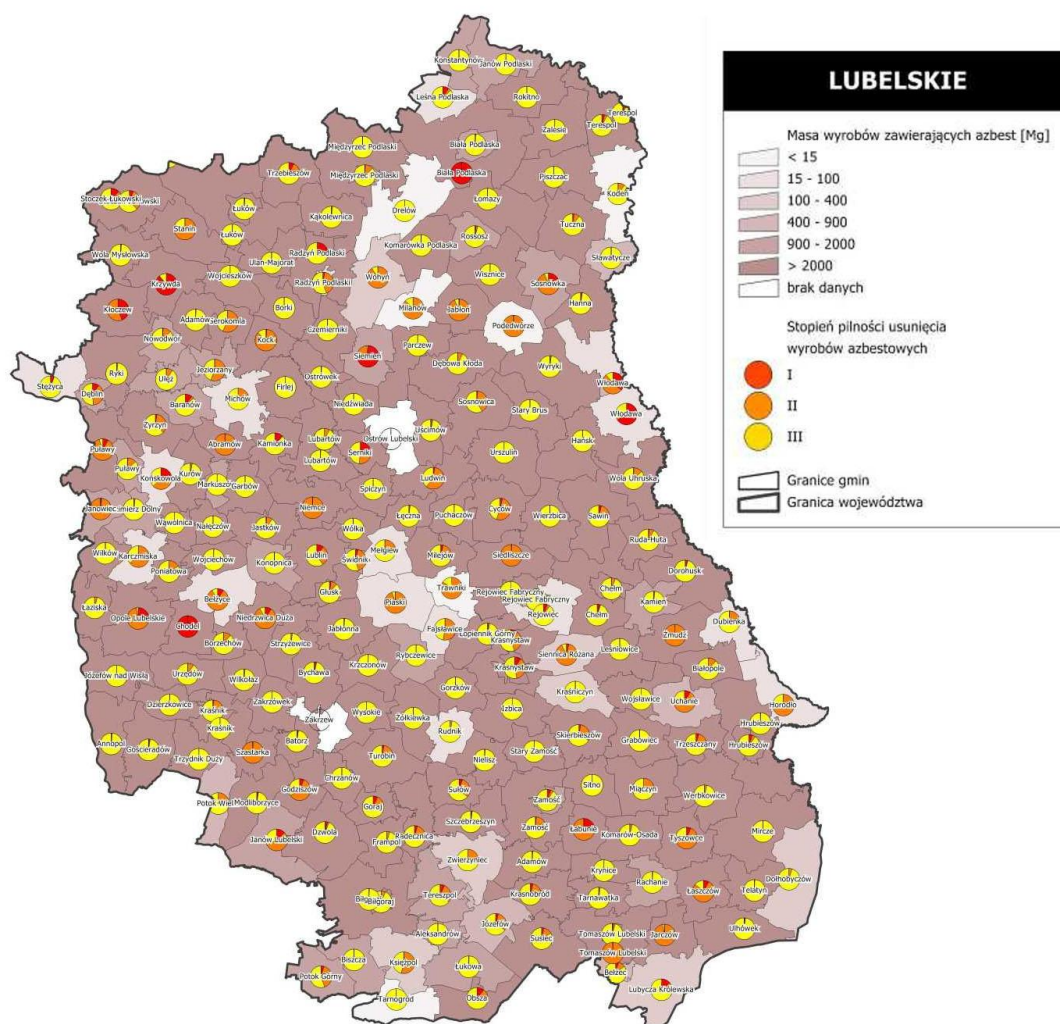 LUBELSKIE
Masa wyrobów zawierających azbest [Mg]
< 15
15 - 100
100 - 400
400 - 900
900 - 2000
> 2000
brak danych
Stopień pilności usunięcia
wyrobów azbestowych
I
II
III
Granice gmin
Granica województwa
Konstantynów
Janów Podlaski
Leśna Podlaska
Rokitno
Terespol
Terespol
Zalesie
Międzyrzec Podlaski
Biała Podlaska
Trzebieszów
Międzyrzec Podlaski
Biała Podlaska
Piszczac
Kodeń
Stoczek Łukowski
Łuków
Drelów
Łomazy
Kąkolewnica
Tuczna
Stanin
Łuków
Komarówka Podlaska
Rossosz
Wola Mysłowska
Radzyń Podlaski
Sławatycze
Ulan-Majorat
Wojcieszków
Wisznice
Krzywda
Radzyń Podlaski
Wohyń
Sosnówka
Hanna
Kłoczew
Borki
Milanów
Jabłoń
Adamów
Serokomla
Podedwórze
Czemierniki
Nowodwór
Kock
Parczew
Siemień
Dębowa Kłoda
Wyryki
Stężyca
Ryki
Ułęż
Jeziorzany
Ostrówek
Włodawa
Dęblin
Firlej
Michów
Baranów
Niedźwiada
Sosnowica
Stary Brus
Włodawa
Żyrzyn
Uścimów
Abramów
Kamionka
Lubartów
Ostrów Lubelski
Hańsk
Puławy
Serniki
Urszulin
Lubartów
Puławy
Końskowola
Kurów
Ludwin
Wola Uhruska
Markuszów
Garbów
Spiczyn
Janowiec
Niemce
Łęczna
Puchaczów
Cyców
Wierzbica
Sawin
Wąwolnica
Nałęczów
Jastków
Wólka
Ruda-Huta
Wilków
Karczmiska
Wojciechów
Konopnica
Lublin
Świdnik
Mełgiew
Milejów
Siedliszcze
Dorohusk
Poniatowa
Głusk
Trawniki
Rejowiec Fabryczny
Chełm
Kamień
Bełżyce
Piaski
Rejowiec Fabryczny
Łaziska
Opole Lubelskie
Niedrzwica Duża
Rejowiec
Chełm
Dubienka
Chodel
Jabłonna
Fajsławice
Łopiennik Górny
Żmudź
Borzechów
Strzyżewice
Krasnystaw
Siennica Różana
Leśniowice
Rybczewice
Krasnystaw
Białopole
Józefów nad Wisłą
Urzędów
Bychawa
Krzczonów
Wilkołaz
Gorzków
Kraśniczyn
Wojsławice
Uchanie
Horodło
Dzierzkowice
Zakrzówek
Izbica
Kraśnik
Zakrzew
Wysokie
Żółkiewka
Hrubieszów
Kraśnik
Rudnik
Skierbieszów
Grabowiec
Trzeszczany
Hrubieszów
Annopol
Gościeradów
Batorz
Szastarka
Turobin
Stary Zamość
Trzydnik Duży
Nielisz
Chrzanów
Sitno
Miączyn
Godziszów
Sułów
Werbkowice
Modliborzyce
Goraj
Zamość
Szczebrzeszyn
Łabunie
Komarów-Osada
Tyszowce
Mircze
Janów Lubelski
Dzwola
Radecznica
Zamość
Frampol
Zwierzyniec
Adamów
Krynice
Rachanie
Dołhobyczów
Tereszpol
Krasnobród
Tarnawatka
Łaszczów
Telatyn
Biłgoraj
Józefów
Ulhówek
Aleksandrów
Susiec
Tomaszów Lubelski
Jarczów
Tomaszów Lubelski
Biszcza
Księżpol
Łukowa
Bełżec
Potok Górny
Lubycza Królewska
Tarnogród
Obsza